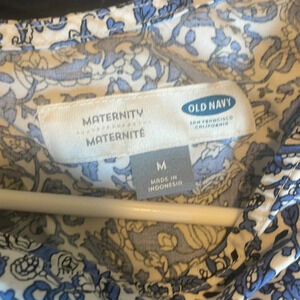 MATERNITY
MATERNITÉ
OLD NAVY
SAN FRANCISCO
CALIFORNIA
M
MADE IN
INDONESIA